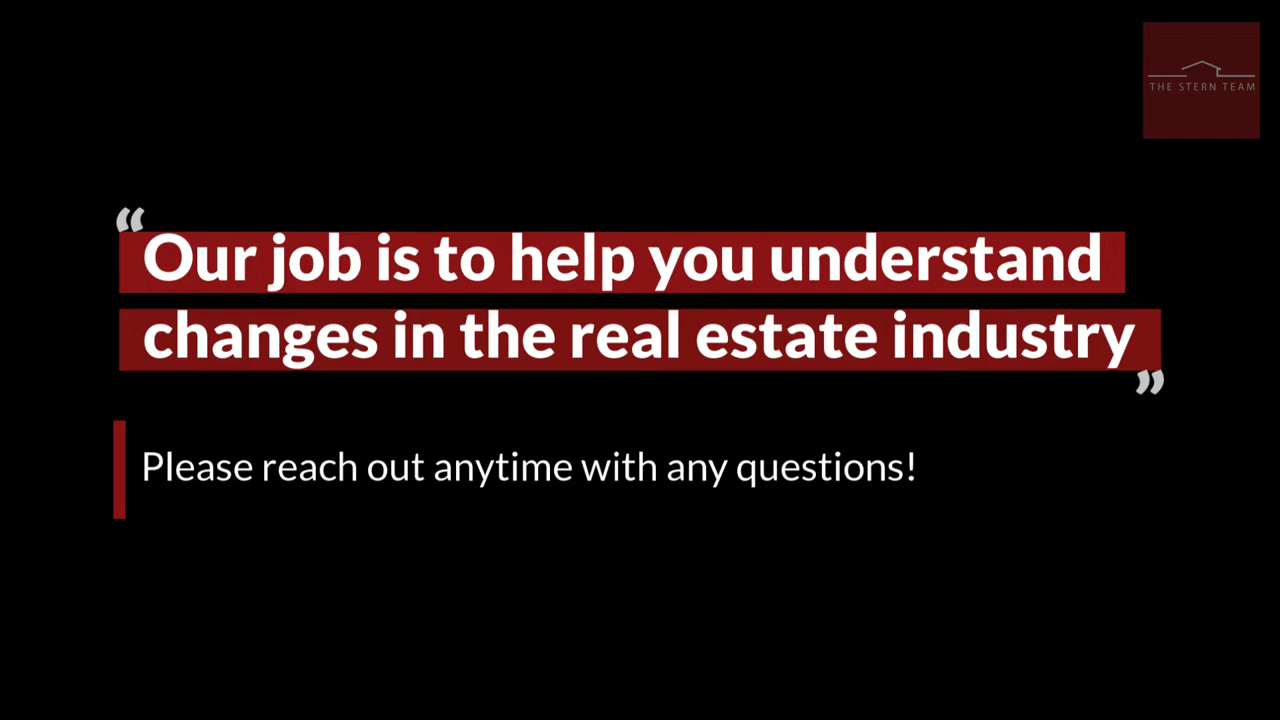 THE STERN TEAM
“Our job is to help you understand
changes in the real estate industry”
Please reach out anytime with any questions!